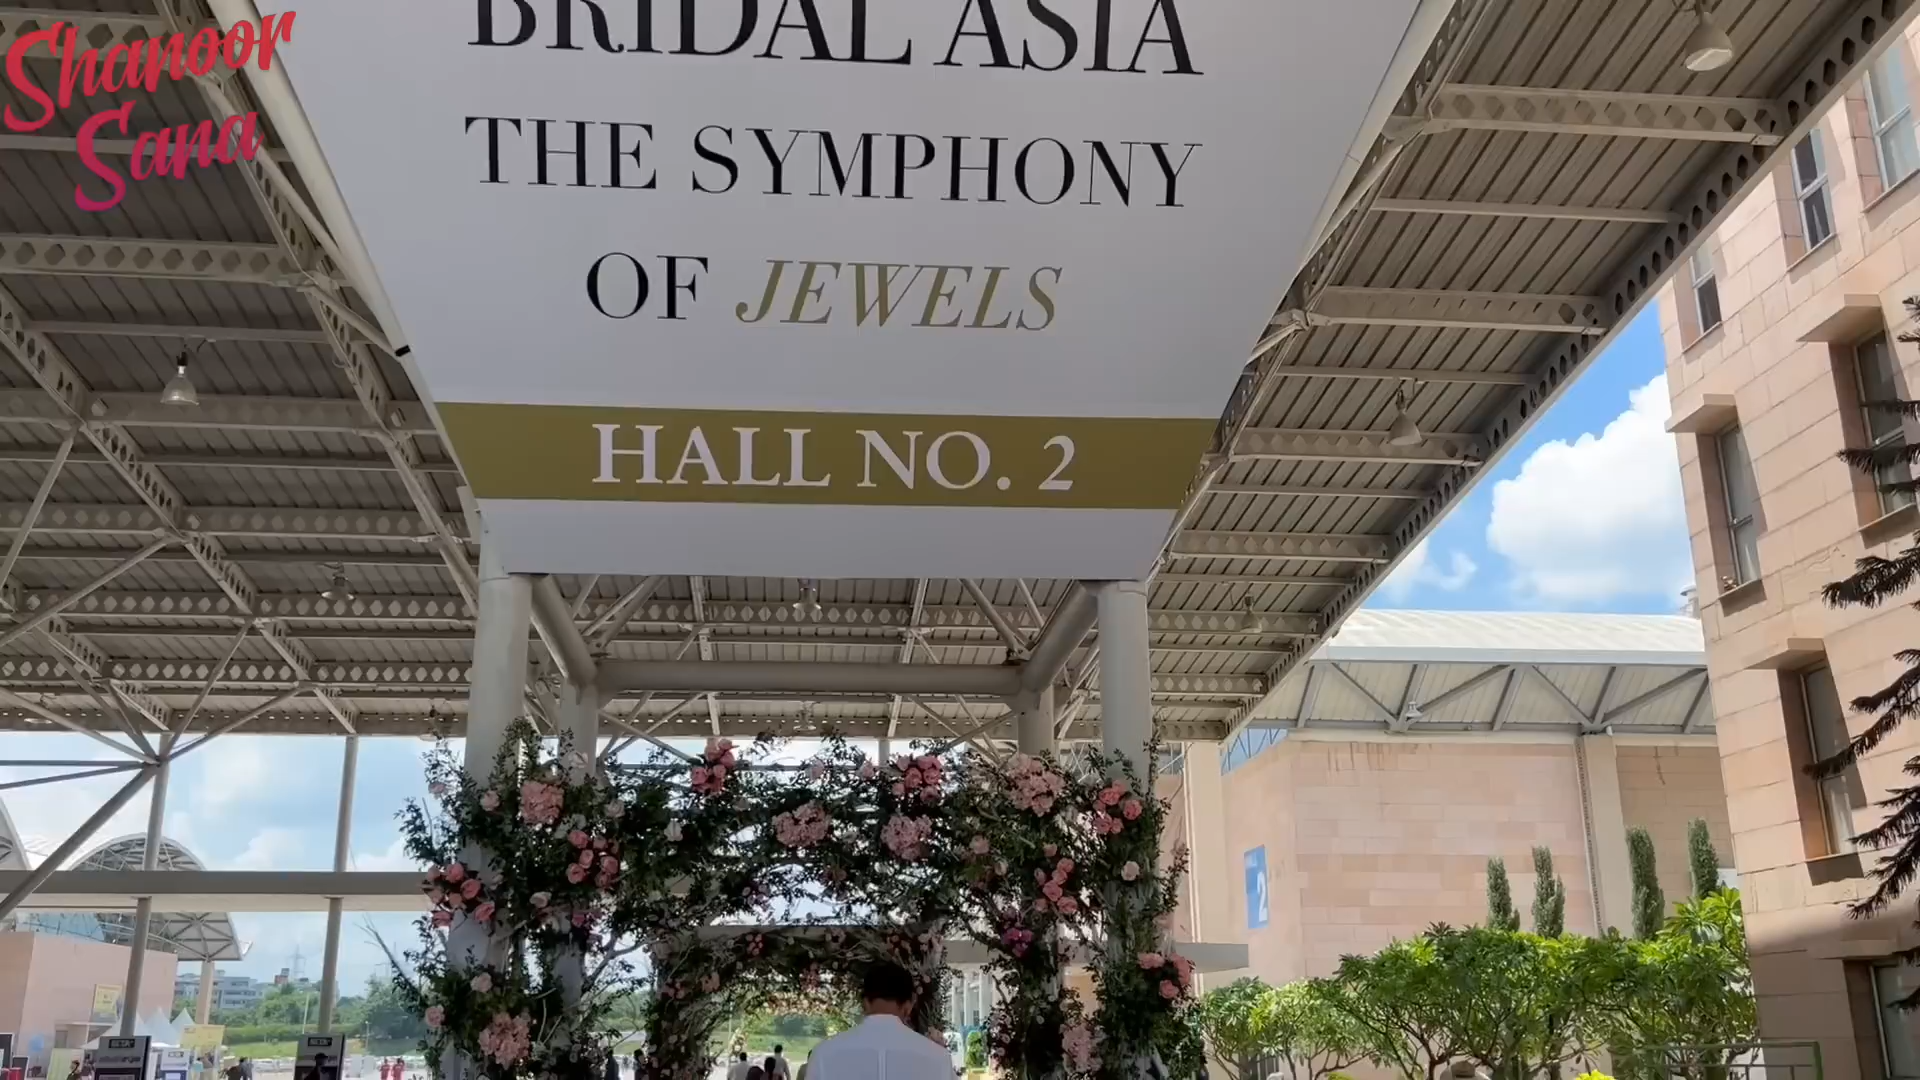 Shanoor
Sana
BRIDAL ASIA
THE SYMPHONY
OF JEWELS
HALL NO. 2
2